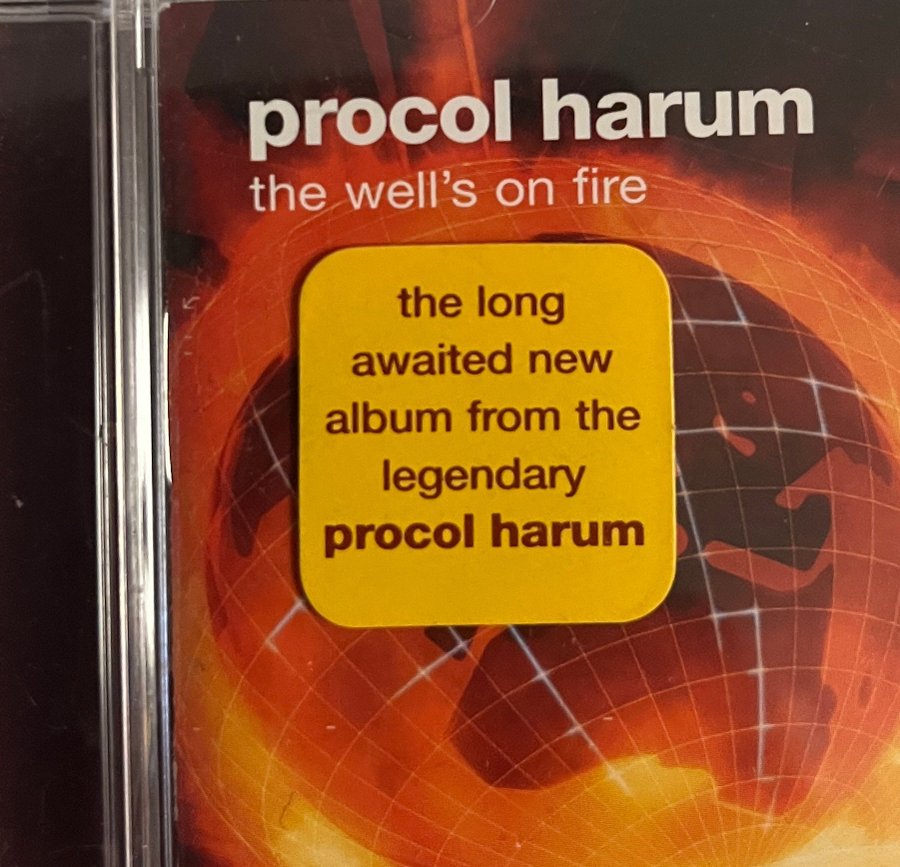 procol harum
the well's on fire
the long
awaited new
album from the
legendary
procol harum